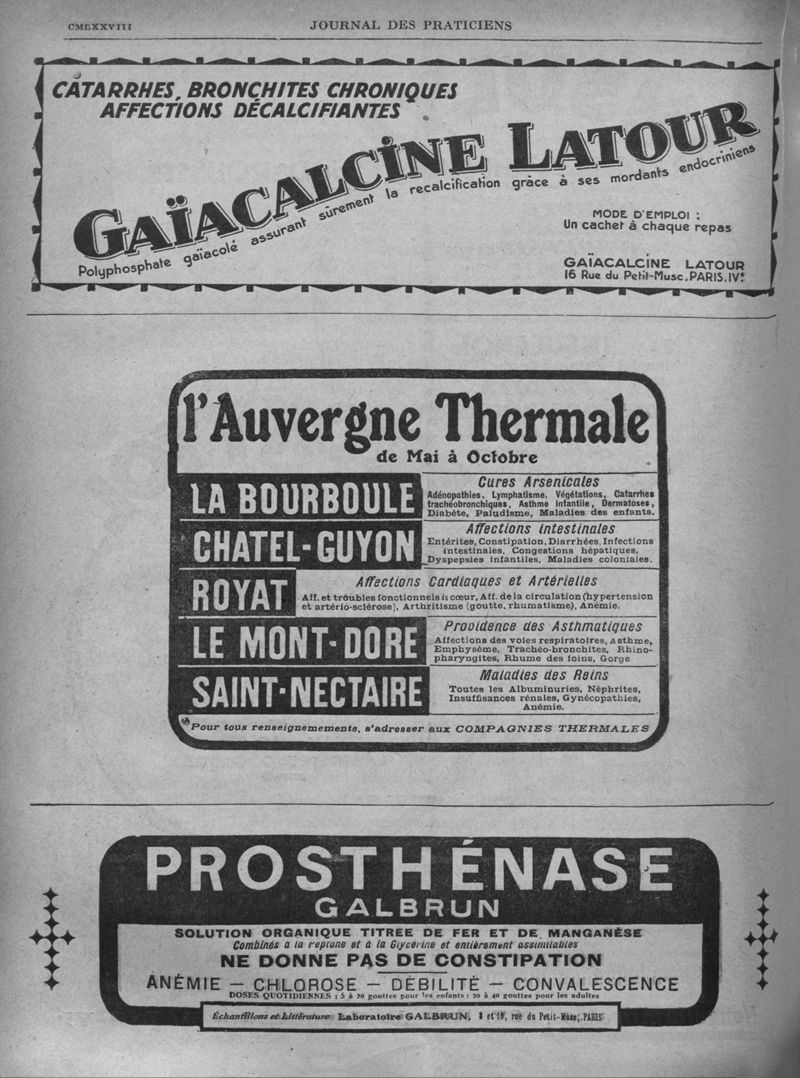 CMLXXVIII
JOURNAL DES PRATICIENS
CATARRHES, BRONCHITES CHRONIQUES
AFFECTIONS DÉCALCIFIANTES
GAÏACALCINE LATOUR
Polyphosphate gaïacolé assurant sûrement la recalcification grâce à ses mordants endocriniens
MODE D'EMPLOI :
Un cachet à chaque repas
GAÏACALCINE LATOUR
16 Rue du Petit-Musc. PARIS. IVe
l'Auvergne Thermale
de Mai à Octobre
LA BOURBOULE
Cures Arsenicales
Adénopathies, Lymphatisme, Végétations, Catarrhes
trachéobronchiques, Asthme infantile, Dermatoses,
Diabète, Paludisme, Maladies des enfants.
CHATEL-GUYON
Affections Intestinales
Entérites, Constipation, Diarrhées, Infections
intestinales, Congestions hépatiques,
Dyspepsies infantiles, Maladies coloniales.
ROYAT
Affections Cardiaques et Artérielles
Aff. et troubles fonctionnels du cœur, Aff. de la circulation (hypertension
et artério-sclérose), Arthritisme (goutte, rhumatisme), Anémie.
LE MONT-DORE
Providence des Asthmatiques
Affections des voies respiratoires, Asthme,
Emphysème, Trachéo-bronchites, Rhino-
pharyngites, Rhume des foins, Gorge
SAINT-NECTAIRE
Maladies des Reins
Toutes les Albuminuries, Néphrites,
Insuffisances rénales, Gynécopathies,
Anémie.
Pour tous renseignemements, s'adresser aux COMPAGNIES THERMALES
PROSTHÉNASE
GALBRUN
SOLUTION ORGANIQUE TITRÉE DE FER ET DE MANGANÈSE
Combinés à la peptone et à la Glycérine et entièrement assimilables
NE DONNE PAS DE CONSTIPATION
ANÉMIE — CHLOROSE — DÉBILITÉ — CONVALESCENCE
DOSES QUOTIDIENNES : 5 à 20 gouttes pour les enfants ; 20 à 40 gouttes pour les adultes
Échantillons et Littérature : Laboratoire GALBRUN, 8 et 10, rue du Petit-Musc, PARIS